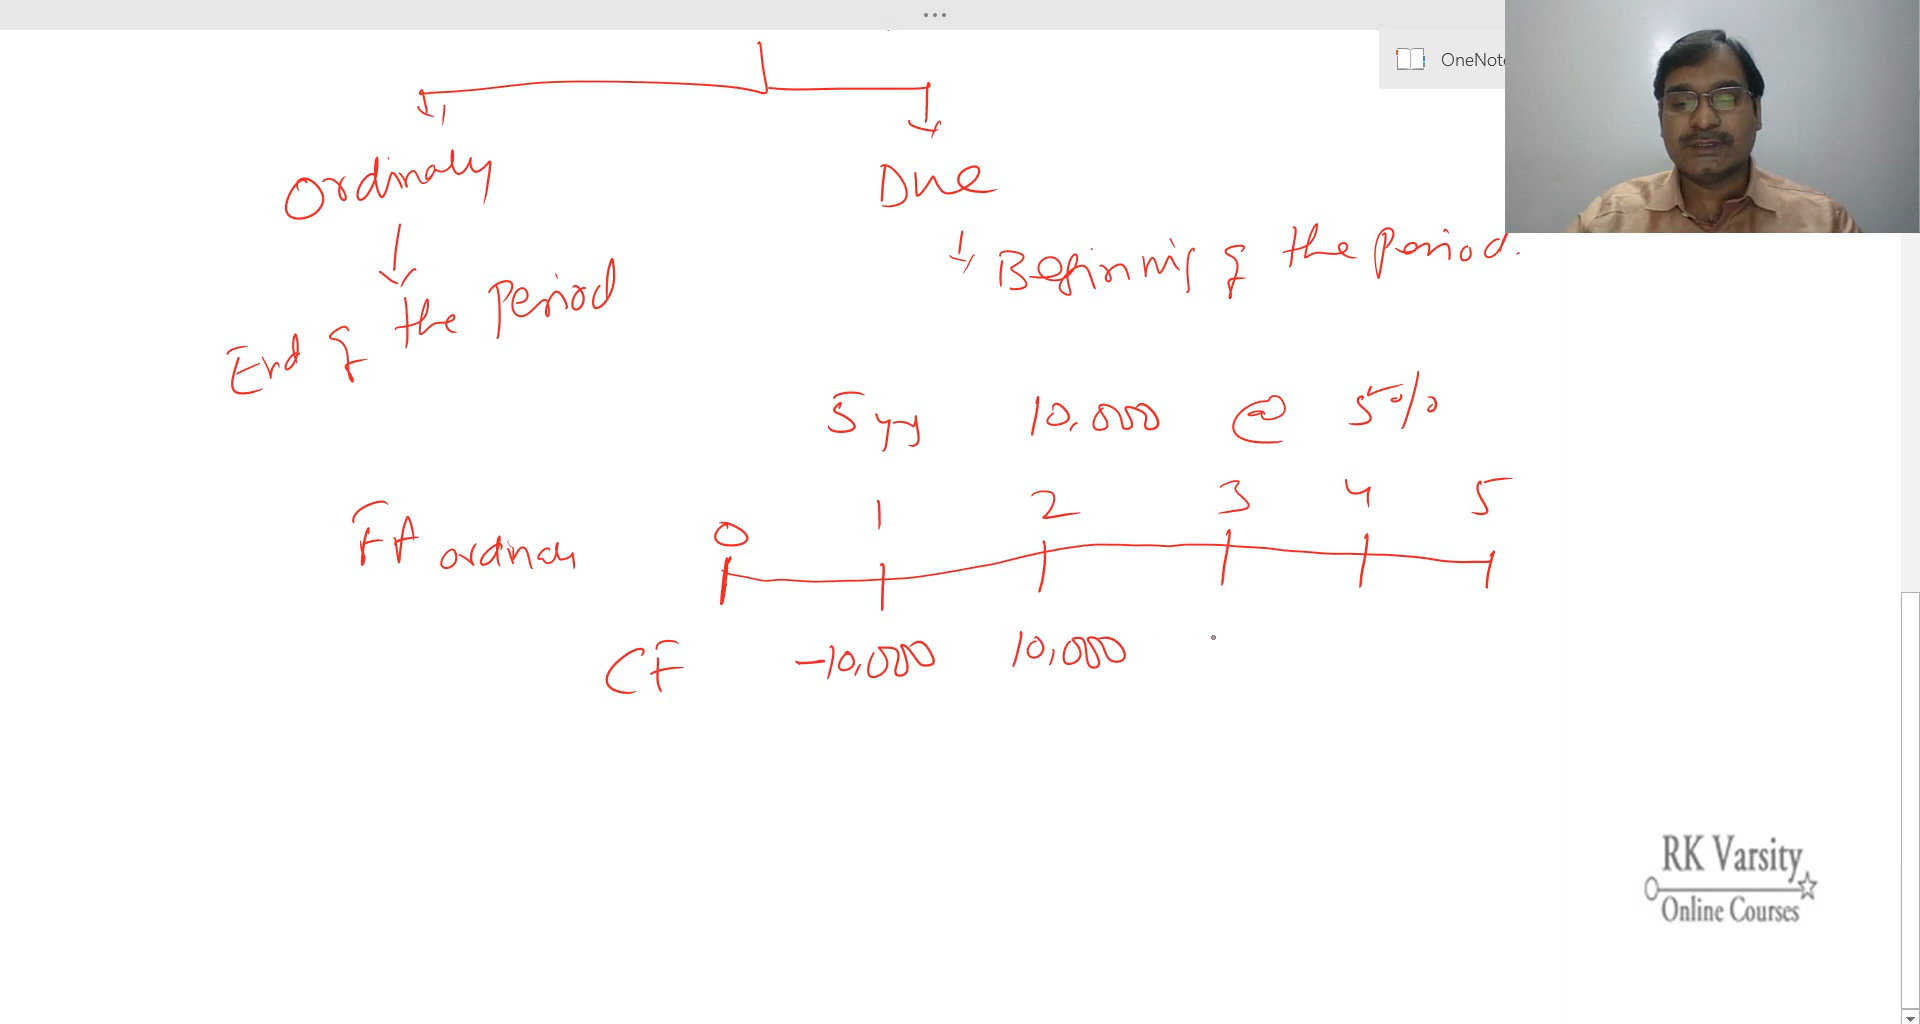 OneNote
Ordinary
Due
End of the Period
Beginning of the period.
5 yrs 10,000 @ 5%
0 1 2 3 4 5
FA ordinary
CF -10,000 10,000
RK Varsity
Online Courses